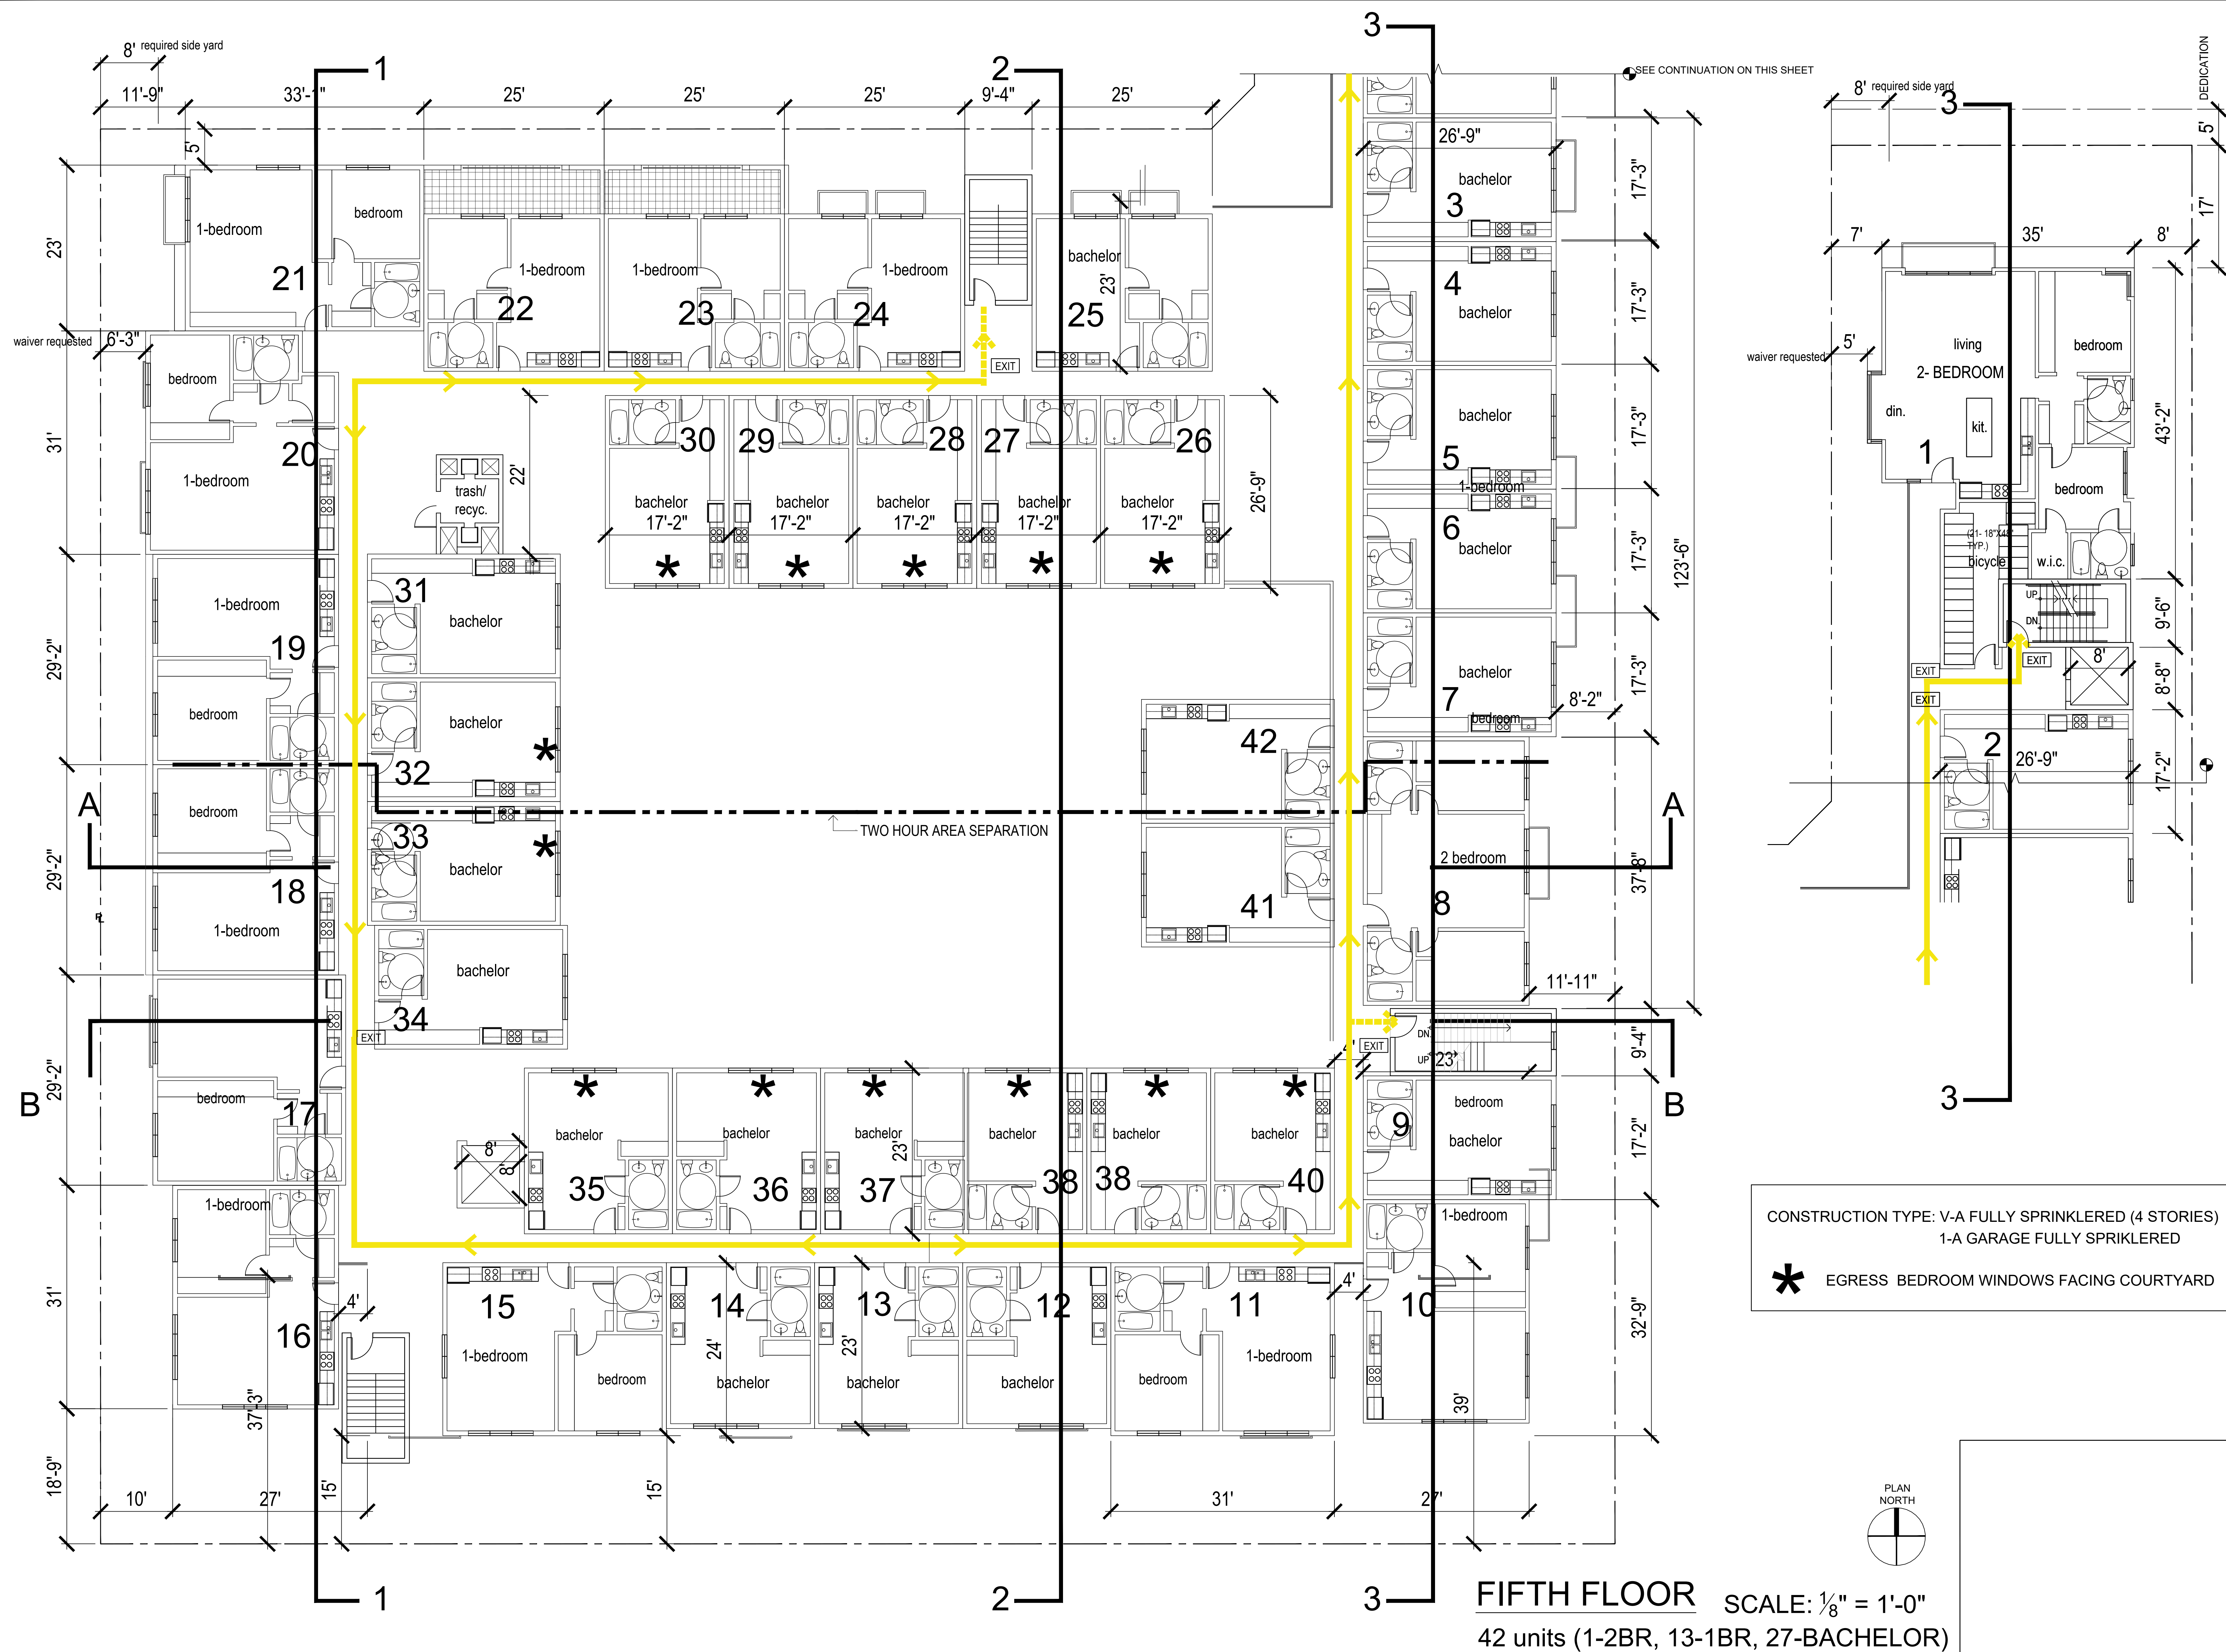 8' required side yard
11'-9"
33'-1"
25'
25'
25'
9'-4"
25'
1
2
3
SEE CONTINUATION ON THIS SHEET
8' required side yard
3
DEDICATION
5'
17'
5'
23'
1-bedroom
bedroom
21
1-bedroom
22
1-bedroom
23
1-bedroom
24
bachelor
23'
25
EXIT
26'-9"
bachelor
3
17'-3"
4
bachelor
17'-3"
bachelor
5
17'-3"
1-bedroom
6
bachelor
17'-3"
123'-6"
bachelor
7
bedroom
17'-3"
8'-2"
7'
35'
8'
waiver requested
5'
living
2- BEDROOM
bedroom
din.
kit.
1
43'-2"
bedroom
(21- 18"X48"
TYP.)
bicycle
w.i.c.
UP
DN.
9'-6"
EXIT
EXIT
EXIT
8'
8'-8"
2
26'-9"
17'-2"
3
waiver requested
6'-3"
bedroom
31'
20
1-bedroom
trash/
recyc.
22'
30
29
28
27
26
bachelor
bachelor
bachelor
bachelor
bachelor
17'-2"
17'-2"
17'-2"
17'-2"
17'-2"
26'-9"
*
*
*
*
*
1-bedroom
19
29'-2"
bedroom
31
bachelor
bachelor
*
32
42
bedroom
A
29'-2"
18
1-bedroom
PL
33
*
bachelor
TWO HOUR AREA SEPARATION
41
A
2 bedroom
8
37'-8"
11'-11"
bachelor
34
EXIT
B
29'-2"
bedroom
17
4'
EXIT
DN.
UP
23'
9'-4"
B
*
*
*
*
*
*
bachelor
bachelor
bachelor
bachelor
bachelor
bachelor
23'
8'
8'
35
36
37
38
38
40
bedroom
9
bachelor
17'-2"
1-bedroom
31'
16
4'
37'-3"
15
1-bedroom
bedroom
14
24'
bachelor
13
23'
bachelor
12
bachelor
11
bedroom
1-bedroom
4'
1-bedroom
10
32'-9"
39'
18'-9"
10'
27'
15'
15'
31'
27'
1
2
3
CONSTRUCTION TYPE: V-A FULLY SPRINKLERED (4 STORIES)
1-A GARAGE FULLY SPRIKLERED
* EGRESS BEDROOM WINDOWS FACING COURTYARD
PLAN
NORTH
FIFTH FLOOR SCALE: 1/8" = 1'-0"
42 units (1-2BR, 13-1BR, 27-BACHELOR)